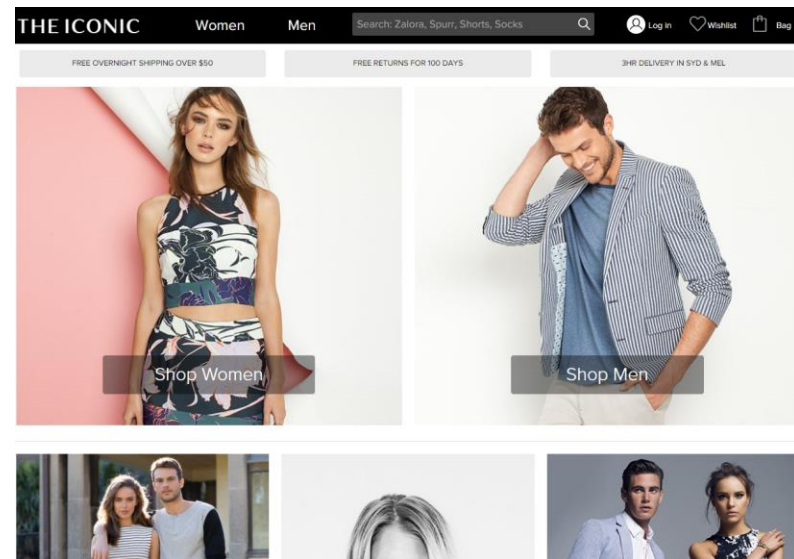 THE ICONIC Women Men Search: Zalora, Spurr, Shorts, Socks Log in Wishlist Bag
FREE OVERNIGHT SHIPPING OVER $50 FREE RETURNS FOR 100 DAYS 3HR DELIVERY IN SYD & MEL
Shop Women Shop Men